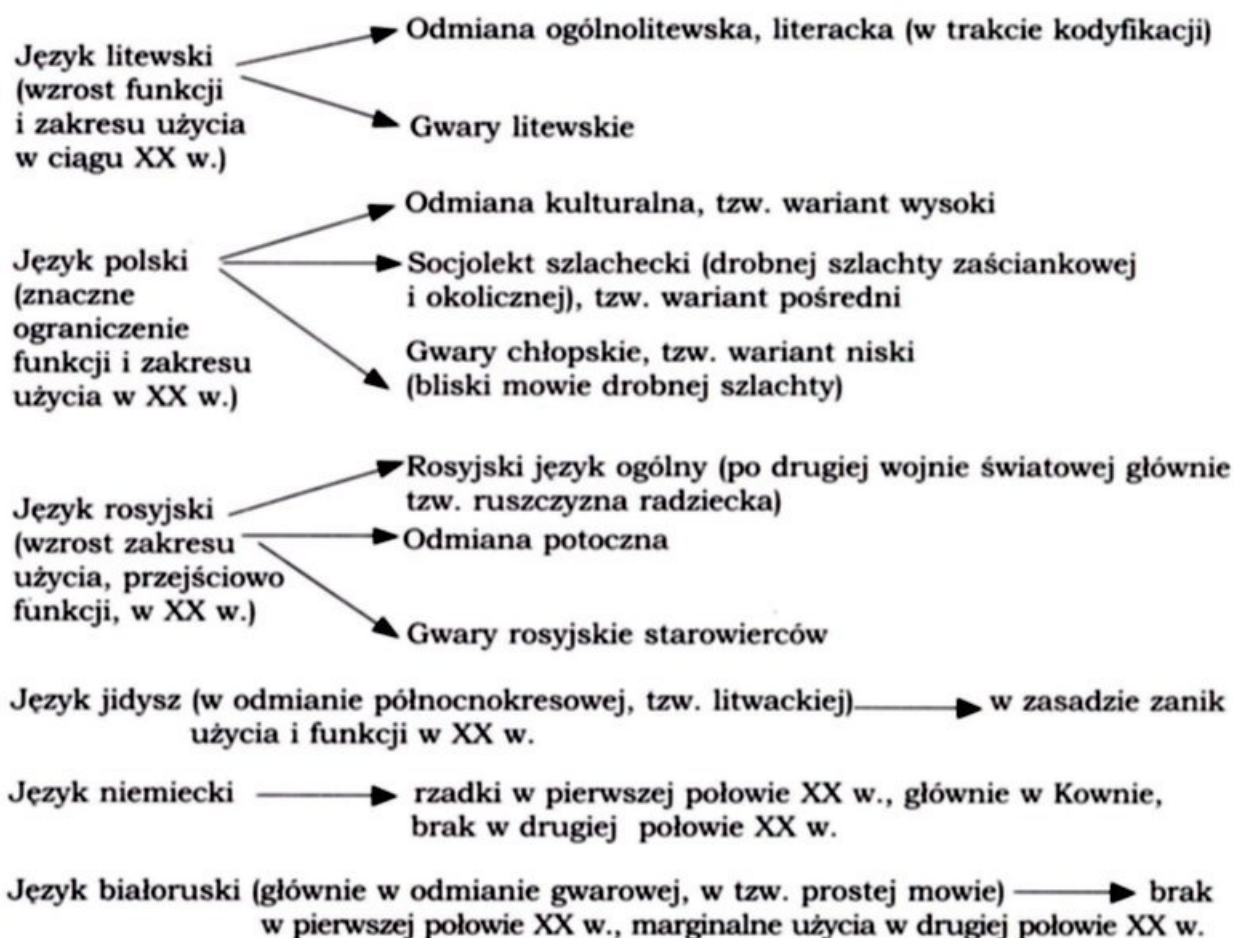 Język litewski
(wzrost funkcji
i zakresu użycia
w ciągu XX w.)
Odmiana ogólnolitewska, literacka (w trakcie kodyfikacji)
Gwary litewskie
Język polski
(znaczne
ograniczenie
funkcji i zakresu
użycia w XX w.)
Odmiana kulturalna, tzw. wariant wysoki
Socjolekt szlachecki (drobnej szlachty zaściankowej
i okolicznej), tzw. wariant pośredni
Gwary chłopskie, tzw. wariant niski
(bliski mowie drobnej szlachty)
Język rosyjski
(wzrost zakresu
użycia, przejściowo
funkcji, w XX w.)
Rosyjski język ogólny (po drugiej wojnie światowej głównie
tzw. ruszczyzna radziecka)
Odmiana potoczna
Gwary rosyjskie starowierców
Język jidysz (w odmianie północnokresowej, tzw. litwackiej) w zasadzie zanik
użycia i funkcji w XX w.
Język niemiecki rzadki w pierwszej połowie XX w., głównie w Kownie,
brak w drugiej połowie XX w.
Język białoruski (głównie w odmianie gwarowej, w tzw. prostej mowie) brak
w pierwszej połowie XX w., marginalne użycia w drugiej połowie XX w.